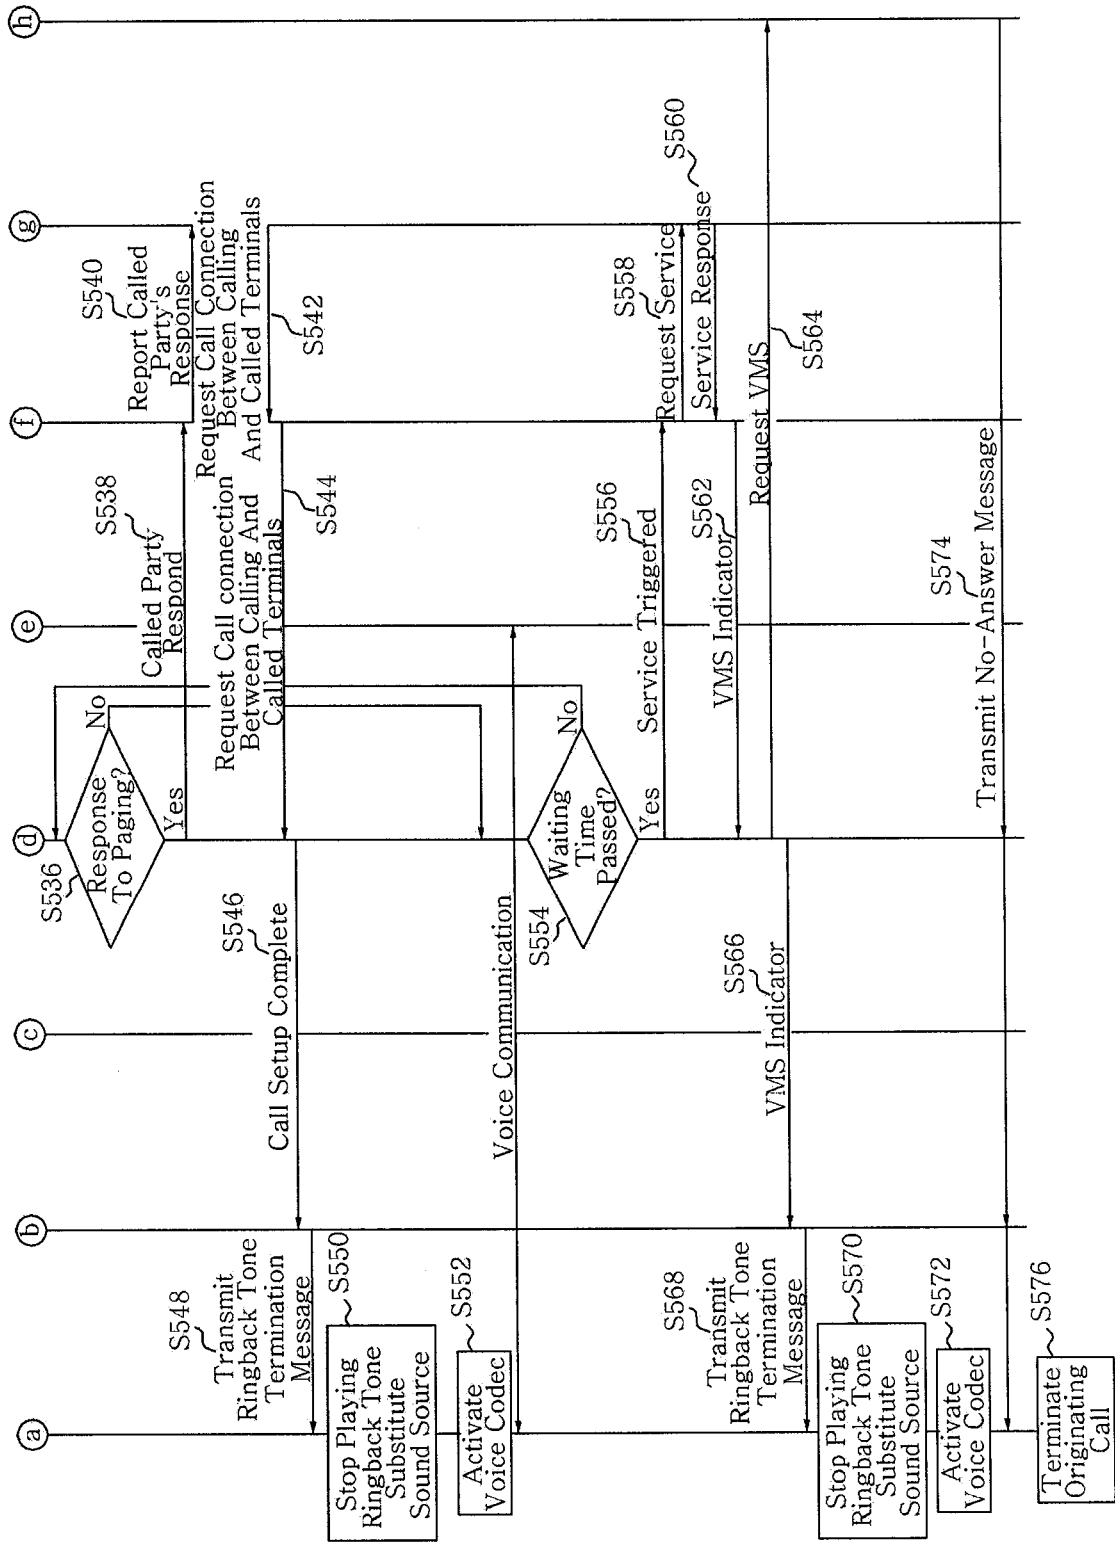 a
b
c
d
e
f
g
h
S536
Response
To Paging?
No
Yes
S538
Called Party
Respond
S540
Report Called
Party's
Response
Request Call Connection
Between Calling
And Called Terminals
S542
Request Call connection
Between Calling And
Called Terminals
S544
S546
Call Setup Complete
S548
Transmit
Ringback Tone
Termination
Message
S550
Stop Playing
Ringback Tone
Substitute
Sound Source
S552
Activate
Voice Codec
Voice Communication
S554
Waiting
Time
Passed?
No
Yes
S556
Service Triggered
S558
Request Service
S560
Service Response
S562
VMS Indicator
Request VMS
S564
S566
VMS Indicator
S568
Transmit
Ringback Tone
Termination
Message
S570
Stop Playing
Ringback Tone
Substitute
Sound Source
S572
Activate
Voice Codec
S574
Transmit No-Answer Message
S576
Terminate
Originating
Call